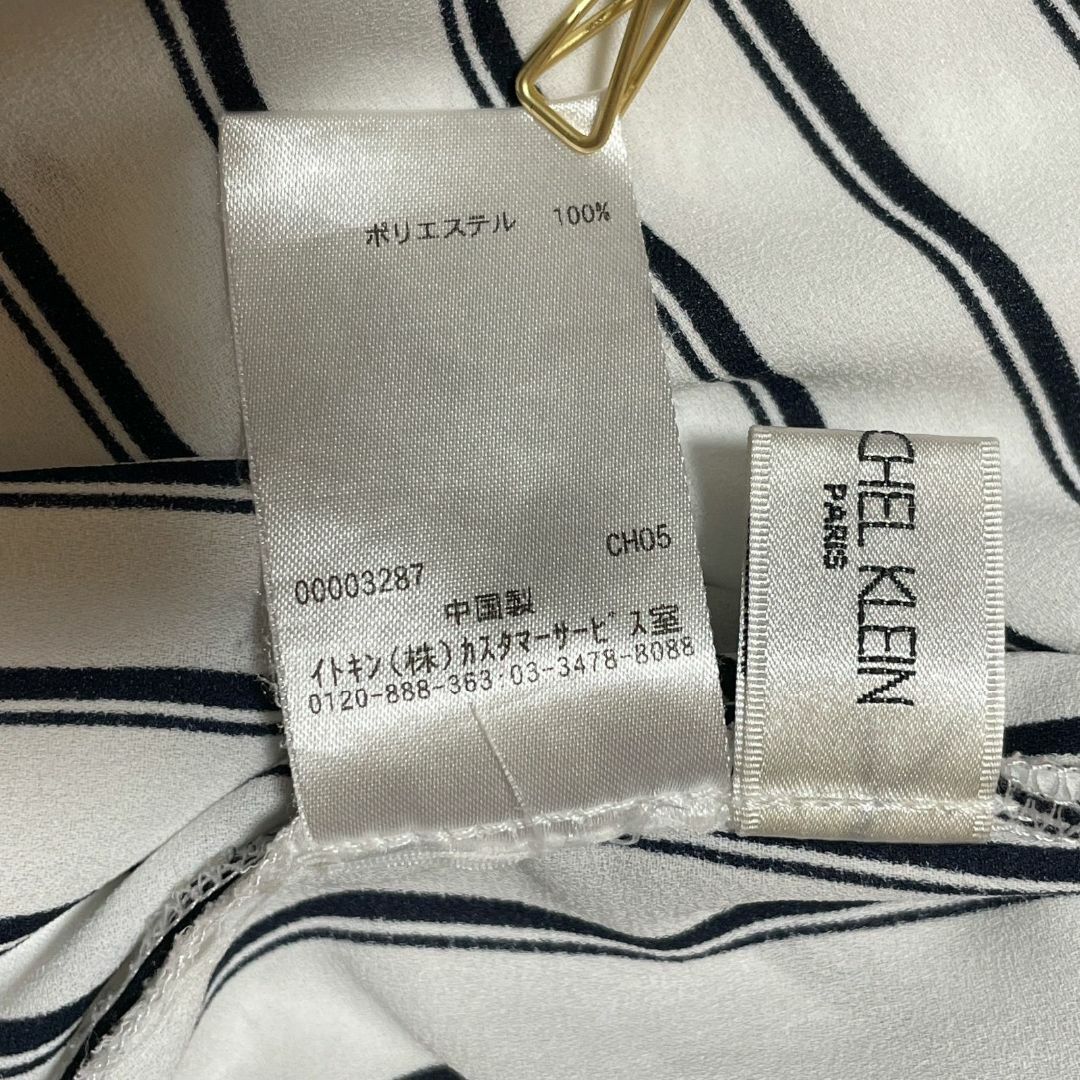 ポリエステル 100%
CH05
00003287
中国製
イトキン(株)カスタマーサービス室
0120-888-363・03-3478-8088
CHEL KLEIN
PARIS